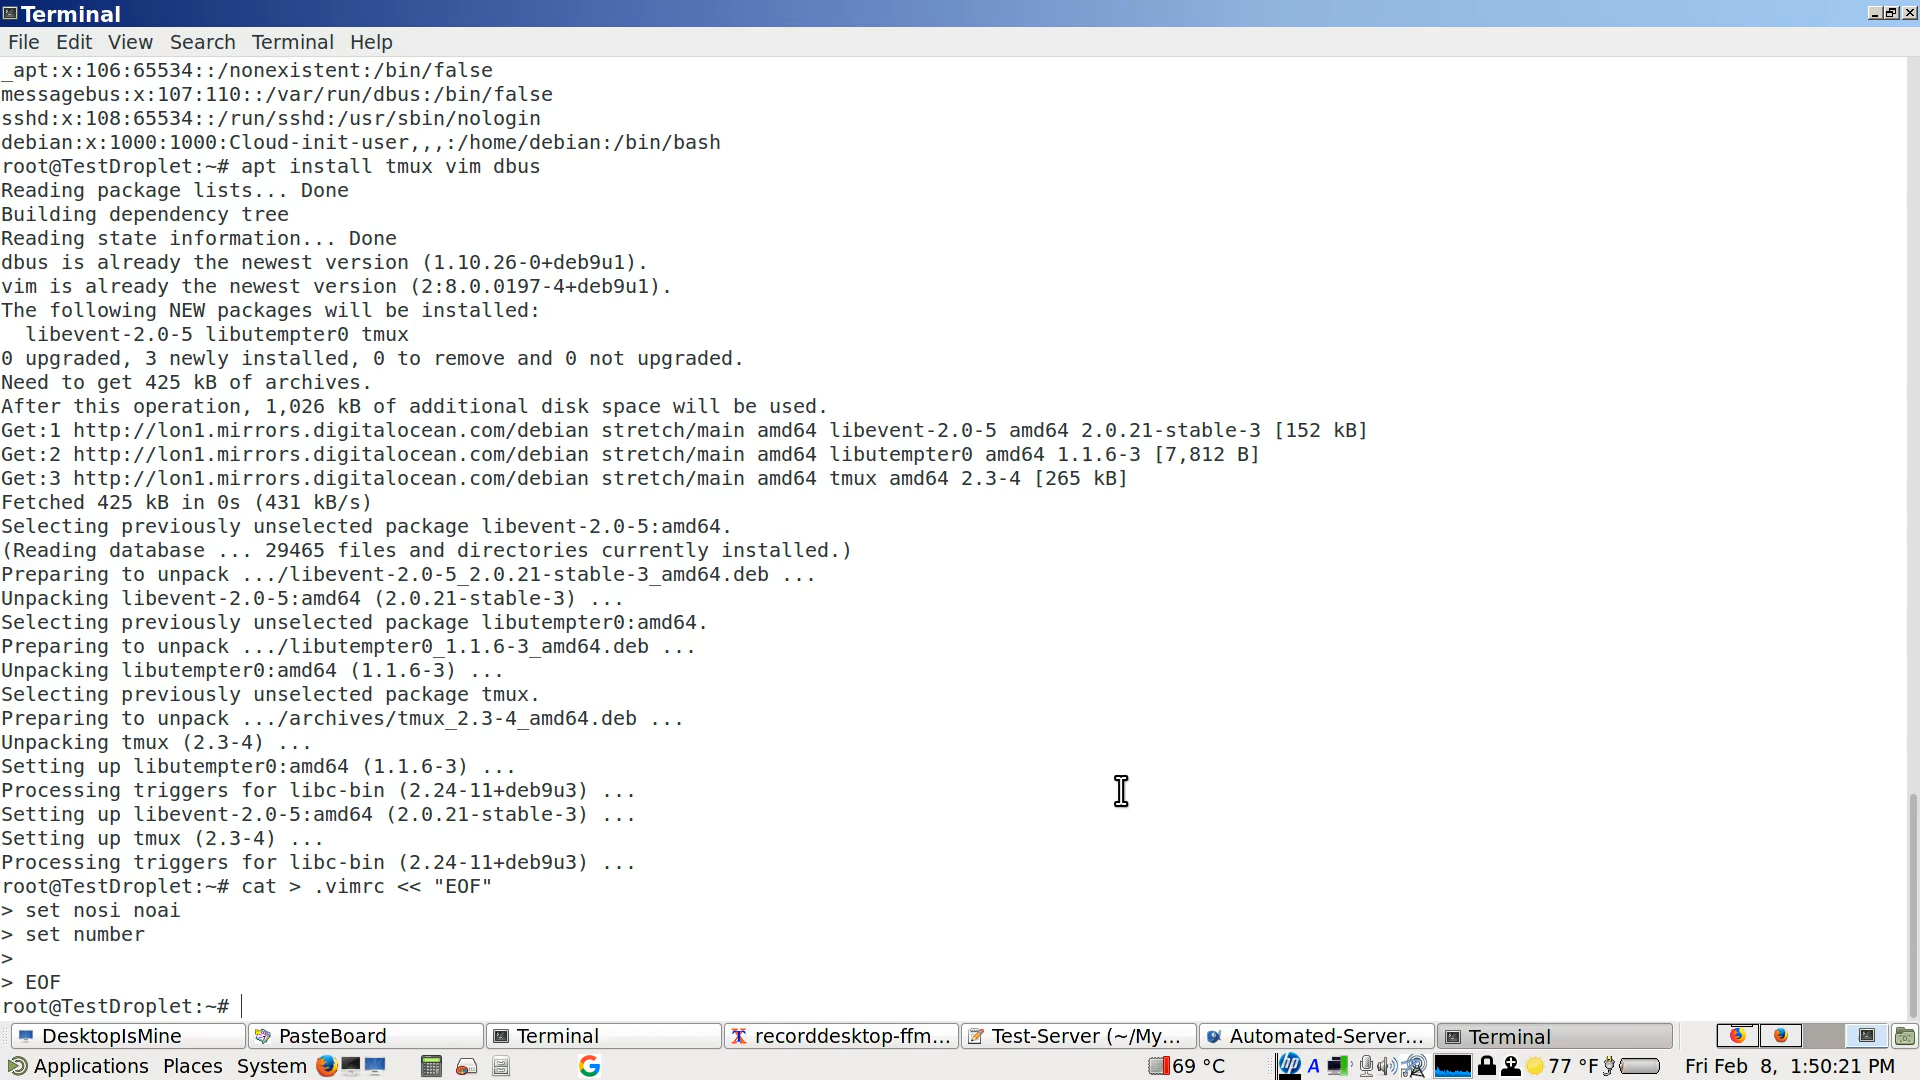 Terminal
File Edit View Search Terminal Help
_apt:x:106:65534::/nonexistent:/bin/false
messagebus:x:107:110::/var/run/dbus:/bin/false
sshd:x:108:65534::/run/sshd:/usr/sbin/nologin
debian:x:1000:1000:Cloud-init-user,,,:/home/debian:/bin/bash
root@TestDroplet:~# apt install tmux vim dbus
Reading package lists... Done
Building dependency tree
Reading state information... Done
dbus is already the newest version (1.10.26-0+deb9u1).
vim is already the newest version (2:8.0.0197-4+deb9u1).
The following NEW packages will be installed:
  libevent-2.0-5 libutempter0 tmux
0 upgraded, 3 newly installed, 0 to remove and 0 not upgraded.
Need to get 425 kB of archives.
After this operation, 1,026 kB of additional disk space will be used.
Get:1 http://lon1.mirrors.digitalocean.com/debian stretch/main amd64 libevent-2.0-5 amd64 2.0.21-stable-3 [152 kB]
Get:2 http://lon1.mirrors.digitalocean.com/debian stretch/main amd64 libutempter0 amd64 1.1.6-3 [7,812 B]
Get:3 http://lon1.mirrors.digitalocean.com/debian stretch/main amd64 tmux amd64 2.3-4 [265 kB]
Fetched 425 kB in 0s (431 kB/s)
Selecting previously unselected package libevent-2.0-5:amd64.
(Reading database ... 29465 files and directories currently installed.)
Preparing to unpack .../libevent-2.0-5_2.0.21-stable-3_amd64.deb ...
Unpacking libevent-2.0-5:amd64 (2.0.21-stable-3) ...
Selecting previously unselected package libutempter0:amd64.
Preparing to unpack .../libutempter0_1.1.6-3_amd64.deb ...
Unpacking libutempter0:amd64 (1.1.6-3) ...
Selecting previously unselected package tmux.
Preparing to unpack .../archives/tmux_2.3-4_amd64.deb ...
Unpacking tmux (2.3-4) ...
Setting up libutempter0:amd64 (1.1.6-3) ...
Processing triggers for libc-bin (2.24-11+deb9u3) ...
Setting up libevent-2.0-5:amd64 (2.0.21-stable-3) ...
Setting up tmux (2.3-4) ...
Processing triggers for libc-bin (2.24-11+deb9u3) ...
root@TestDroplet:~# cat > .vimrc << "EOF"
> set nosi noai
> set number
>
> EOF
root@TestDroplet:~#
DesktopIsMine PasteBoard Terminal recorddesktop-ffm... Test-Server (~/My... Automated-Server... Terminal
Applications Places System 69 °C A 77 °F Fri Feb 8, 1:50:21 PM